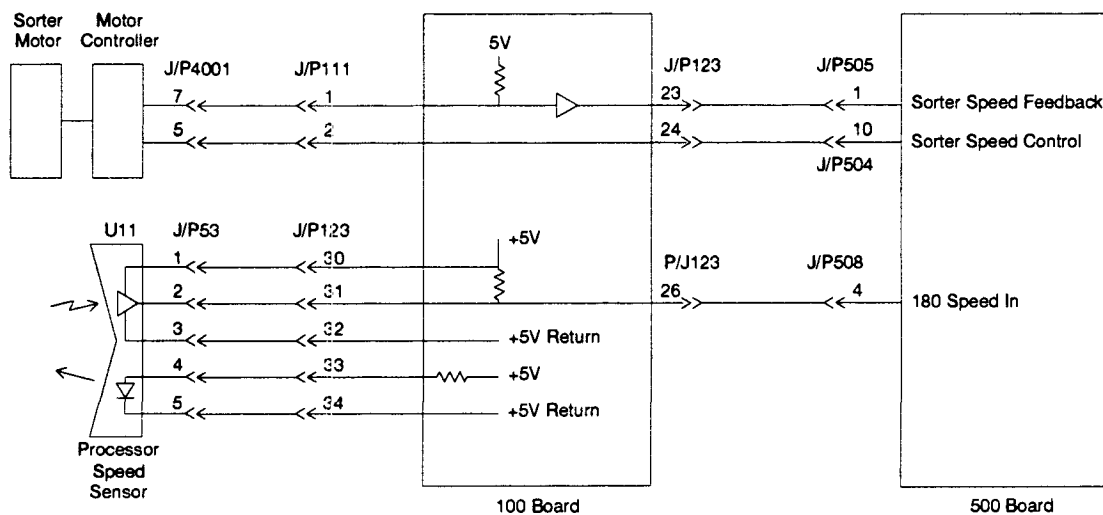 Sorter Motor
Motor Controller
J/P4001
J/P111
5V
J/P123
J/P505
7
1
23
1
Sorter Speed Feedback
5
2
24
10
Sorter Speed Control
J/P504
U11
J/P53
J/P123
+5V
P/J123
J/P508
1
30
2
31
26
4
180 Speed In
3
32
+5V Return
4
33
+5V
5
34
+5V Return
Processor
Speed
Sensor
100 Board
500 Board